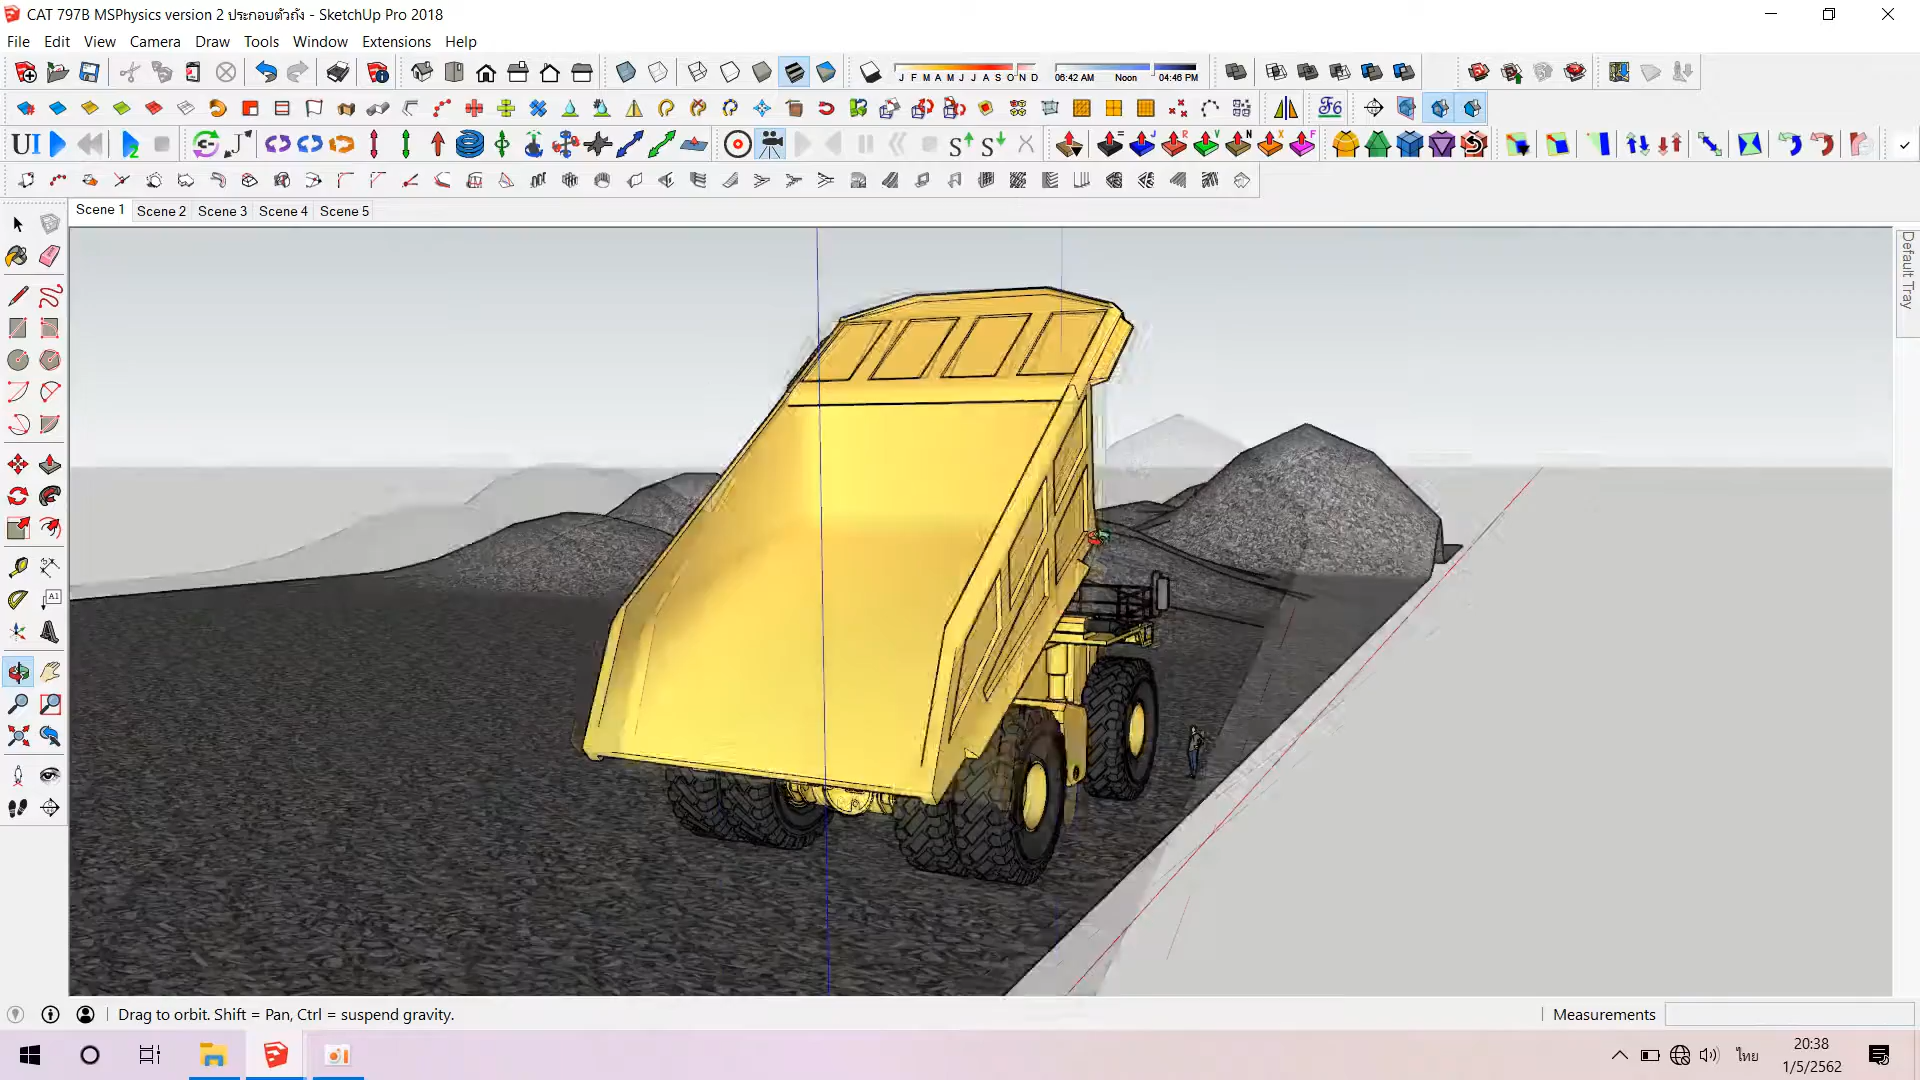 CAT 797B MSPhysics version 2 ประกอบตัวถัง - SketchUp Pro 2018
File Edit View Camera Draw Tools Window Extensions Help
J F M A M J J A S O N D
06:42 AM Noon 04:46 PM
F6
UI
2
J
S S
= J R V N X F
Scene 1 Scene 2 Scene 3 Scene 4 Scene 5
Default Tray
A1
Drag to orbit. Shift = Pan, Ctrl = suspend gravity.
Measurements
ไทย
20:38
1/5/2562